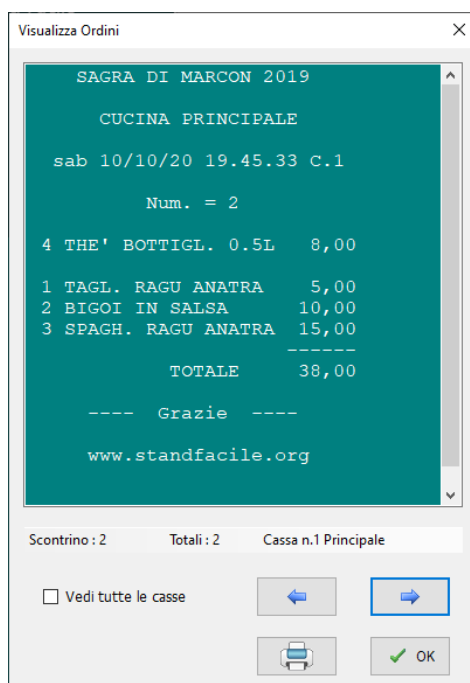 Visualizza Ordini
SAGRA DI MARCON 2019
CUCINA PRINCIPALE
sab 10/10/20 19.45.33 C.1
Num. = 2
4 THE' BOTTIGL. 0.5L 8,00
1 TAGL. RAGU ANATRA 5,00
2 BIGOI IN SALSA 10,00
3 SPAGH. RAGU ANATRA 15,00
------
TOTALE 38,00
---- Grazie ----
www.standfacile.org
Scontrino : 2 Totali : 2 Cassa n.1 Principale
Vedi tutte le casse
OK